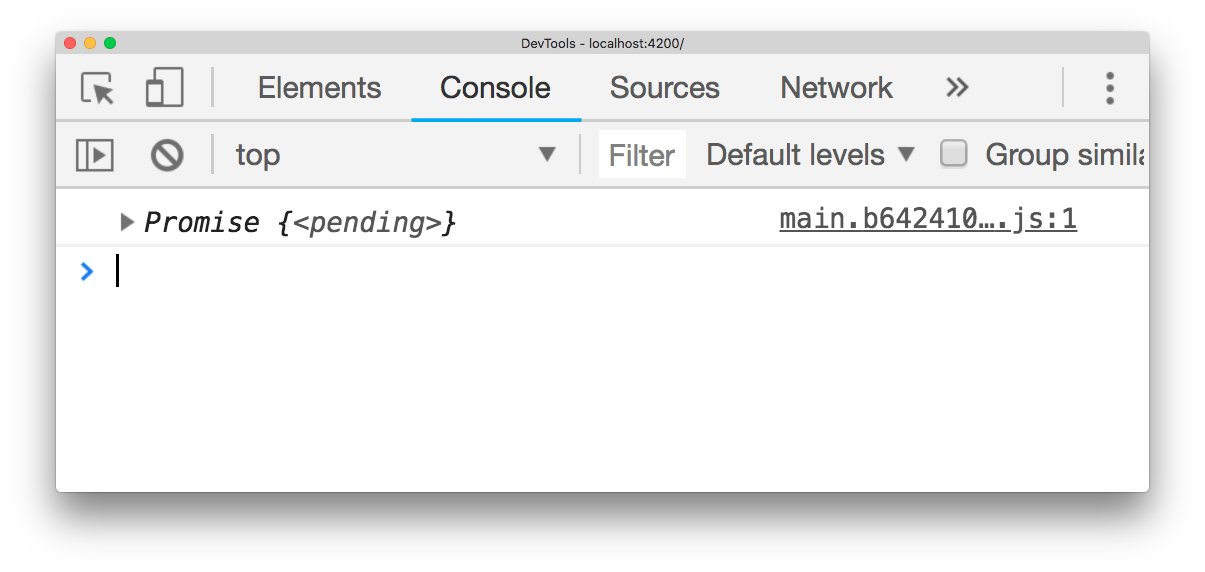 DevTools - localhost:4200/
Elements Console Sources Network
top Filter Default levels Group simila
Promise {<pending>} main.b642410….js:1